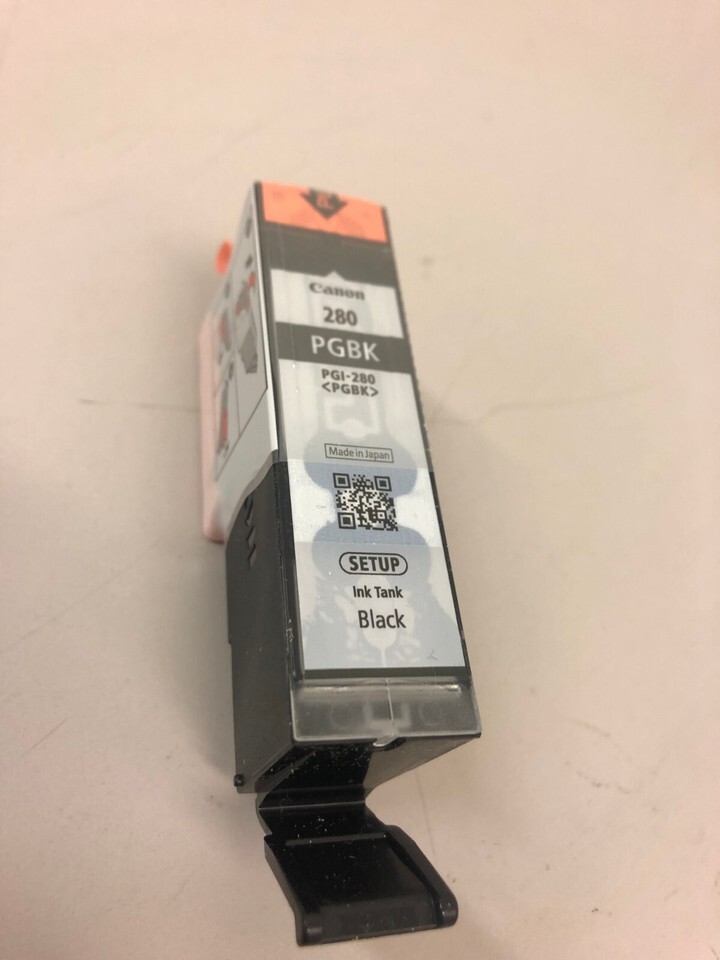 Canon
280
PGBK
PGI-280
<PGBK>
Made in Japan
SETUP
Ink Tank
Black